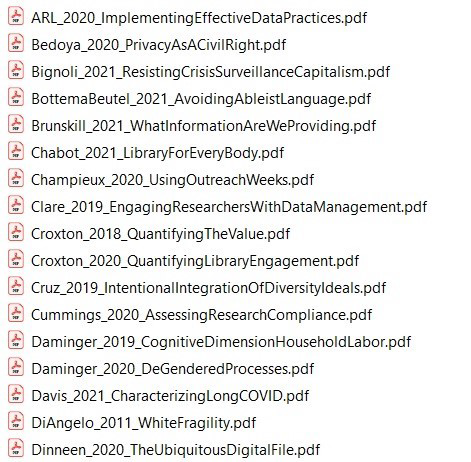 ARL_2020_ImplementingEffectiveDataPractices.pdf
Bedoya_2020_PrivacyAsACivilRight.pdf
Bignoli_2021_ResistingCrisisSurveillanceCapitalism.pdf
BottemaBeutel_2021_AvoidingAbleistLanguage.pdf
Brunskill_2021_WhatInformationAreWeProviding.pdf
Chabot_2021_LibraryForEveryBody.pdf
Champieux_2020_UsingOutreachWeeks.pdf
Clare_2019_EngagingResearchersWithDataManagement.pdf
Croxton_2018_QuantifyingTheValue.pdf
Croxton_2020_QuantifyingLibraryEngagement.pdf
Cruz_2019_IntentionalIntegrationOfDiversityIdeals.pdf
Cummings_2020_AssessingResearchCompliance.pdf
Daminger_2019_CognitiveDimensionHouseholdLabor.pdf
Daminger_2020_DeGenderedProcesses.pdf
Davis_2021_CharacterizingLongCOVID.pdf
DiAngelo_2011_WhiteFragility.pdf
Dinneen_2020_TheUbiquitousDigitalFile.pdf